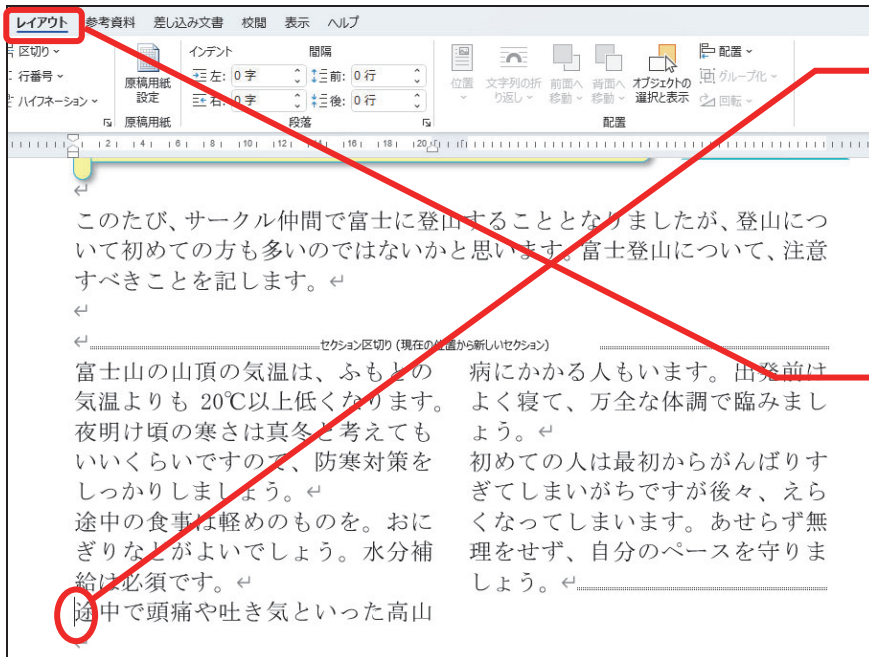 レイアウト 参考資料 差し込み文書 校閲 表示 ヘルプ
区切り
行番号
ハイフネーション
原稿用紙
設定
原稿用紙
インデント 間隔
左: 0 字 前: 0 行
右: 0 字 後: 0 行
段落
位置
文字列の折
り返し
前面へ
移動
背面へ
移動
オブジェクトの
選択と表示
配置
グループ化
回転
配置
2 4 6 8 10 12 14 16 18 20
このたび、サークル仲間で富士に登山することとなりましたが、登山につ
いて初めての方も多いのではないかと思います。富士登山について、注意
すべきことを記します。
セクション区切り (現在の位置から新しいセクション)
富士山の山頂の気温は、ふもとの
気温よりも 20℃以上低くなります。
夜明け頃の寒さは真冬と考えても
いいくらいですので、防寒対策を
しっかりしましょう。
途中の食事は軽めのものを。おに
ぎりなどがよいでしょう。水分補
給は必須です。
途中で頭痛や吐き気といった高山
病にかかる人もいます。出発前は
よく寝て、万全な体調で臨みまし
ょう。
初めての人は最初からがんばりす
ぎてしまいがちですが後々、えら
くなってしまいます。あせらず無
理をせず、自分のペースを守りま
しょう。